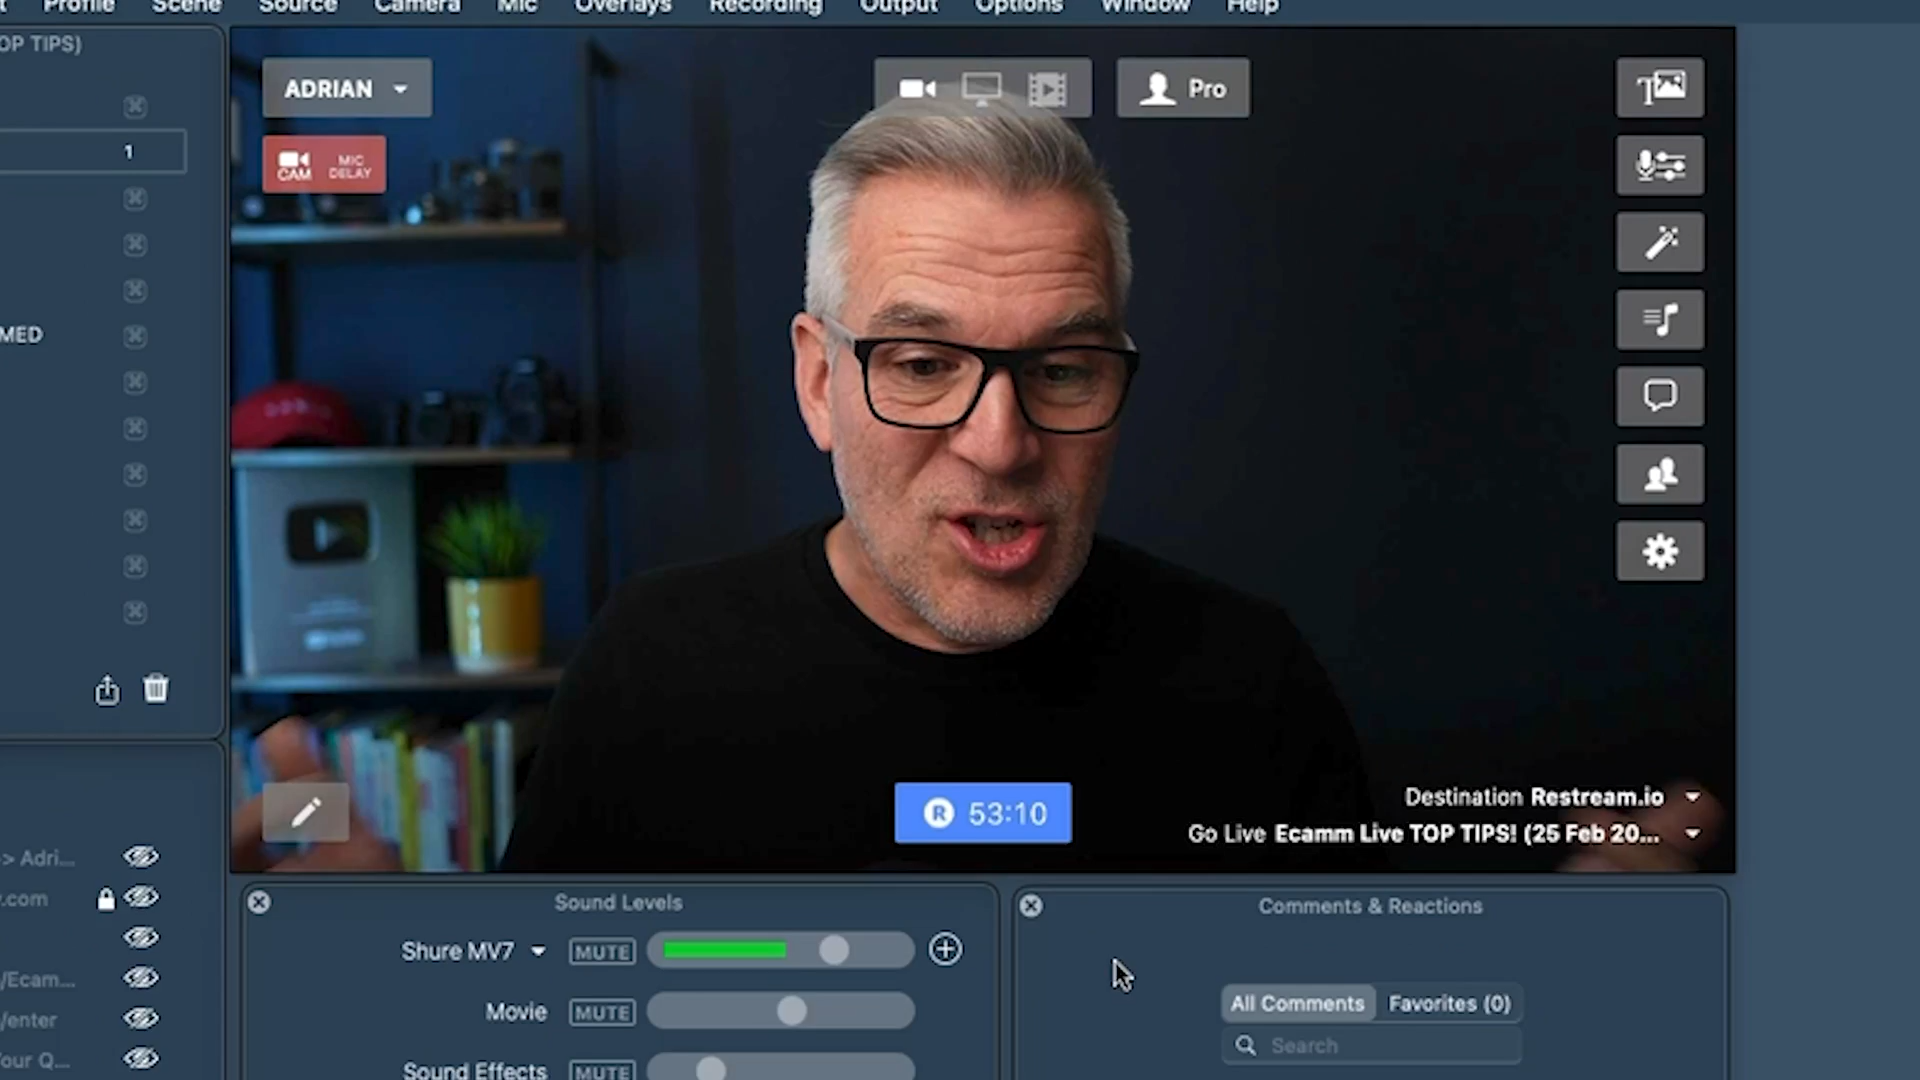 Profile Scene Source Camera Mic Overlays Recording Output Options Window Help
OP TIPS)
1
MED
ADRIAN
CAM
MIC
DELAY
Pro
R 53:10
Destination Restream.io
Go Live Ecamm Live TOP TIPS! (25 Feb 20...
> Adri...
.com
/Ecam...
/enter
our Q...
Sound Levels
Shure MV7 MUTE
Movie MUTE
Sound Effects MUTE
Comments & Reactions
All Comments Favorites (0)
Search